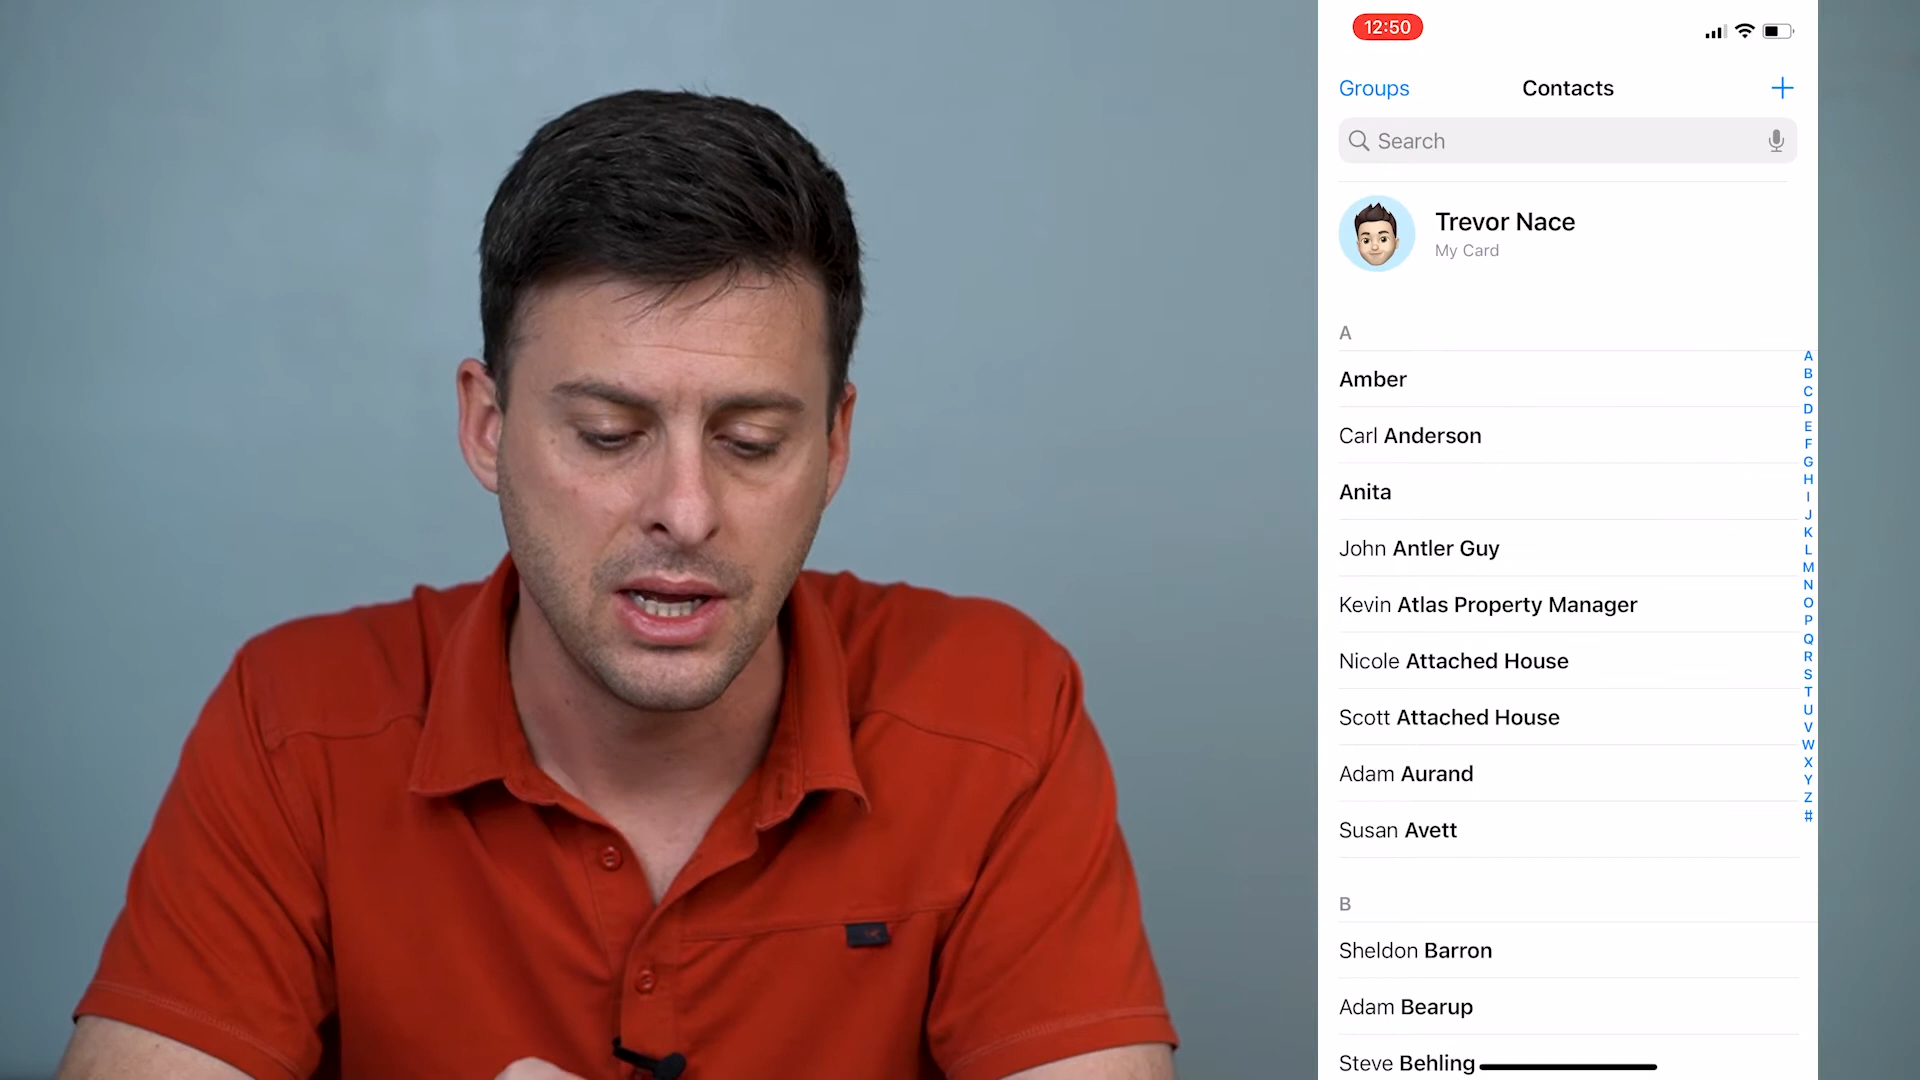 12:50
Groups
Contacts
Search
Trevor Nace
My Card
A
Amber
Carl Anderson
Anita
John Antler Guy
Kevin Atlas Property Manager
Nicole Attached House
Scott Attached House
Adam Aurand
Susan Avett
B
Sheldon Barron
Adam Bearup
Steve Behling
A
B
C
D
E
F
G
H
I
J
K
L
M
N
O
P
Q
R
S
T
U
V
W
X
Y
Z
#